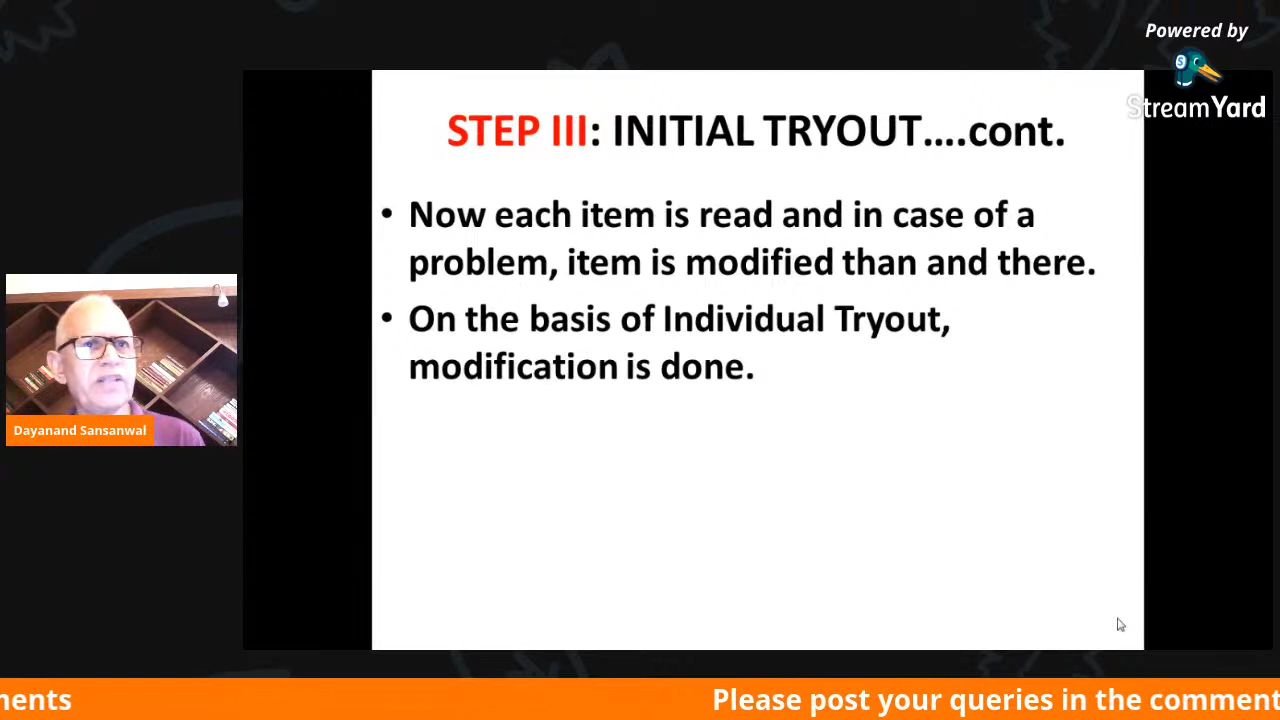 Powered by
StreamYard
STEP III: INITIAL TRYOUT....cont.
• Now each item is read and in case of a
problem, item is modified than and there.
• On the basis of Individual Tryout,
modification is done.
Dayanand Sansanwal
nents
Please post your queries in the comment